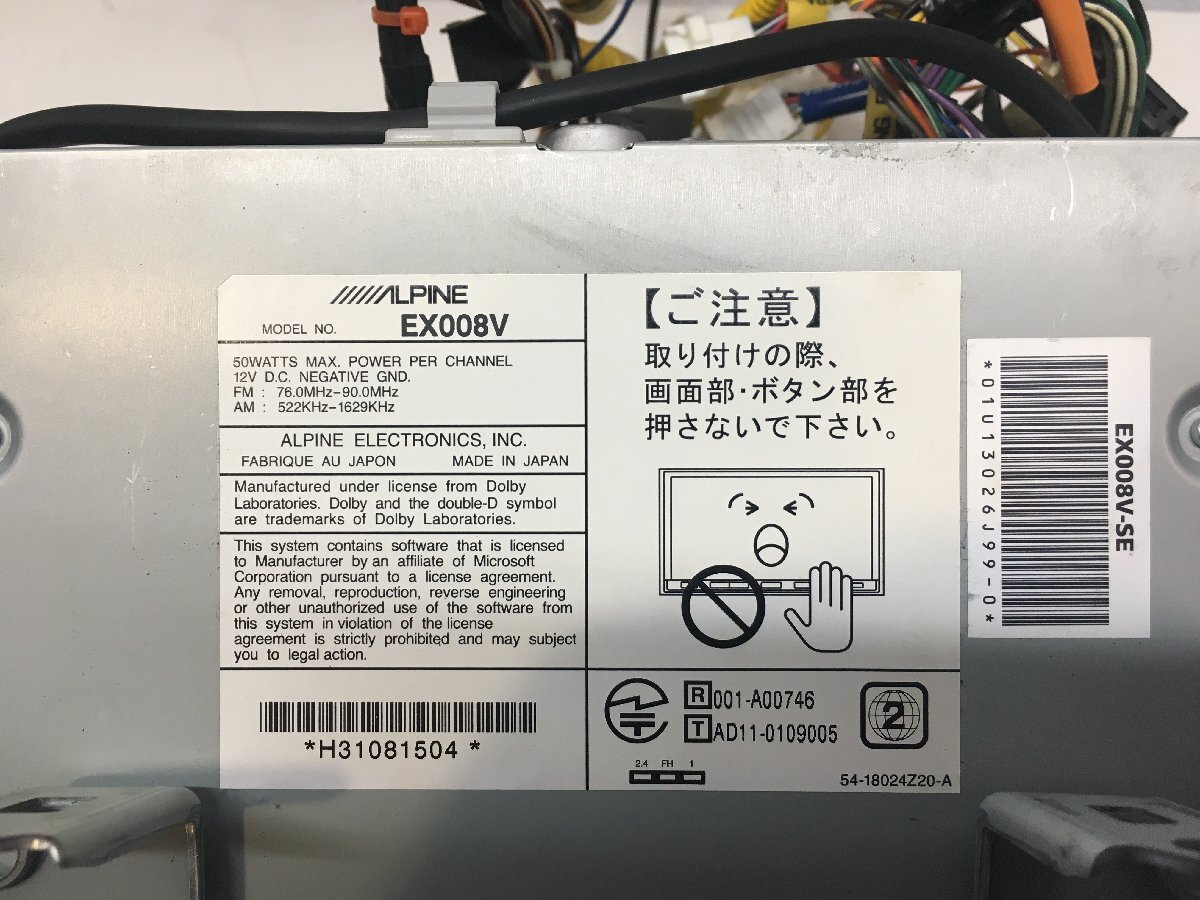 ALPINE
MODEL NO. EX008V
50WATTS MAX. POWER PER CHANNEL
12V D.C. NEGATIVE GND.
FM : 76.0MHz-90.0MHz
AM : 522KHz-1629KHz
ALPINE ELECTRONICS, INC.
FABRIQUE AU JAPON MADE IN JAPAN
Manufactured under license from Dolby
Laboratories. Dolby and the double-D symbol
are trademarks of Dolby Laboratories.
This system contains software that is licensed
to Manufacturer by an affiliate of Microsoft
Corporation pursuant to a license agreement.
Any removal, reproduction, reverse engineering
or other unauthorized use of the software from
this system in violation of the license
agreement is strictly prohibited and may subject
you to legal action.
*H31081504 *
【ご注意】
取り付けの際、
画面部・ボタン部を
押さないで下さい。
R 001-A00746
T AD11-0109005
2
2.4 FH 1
54-18024Z20-A
EX008V-SE
*01U13026J99-0*